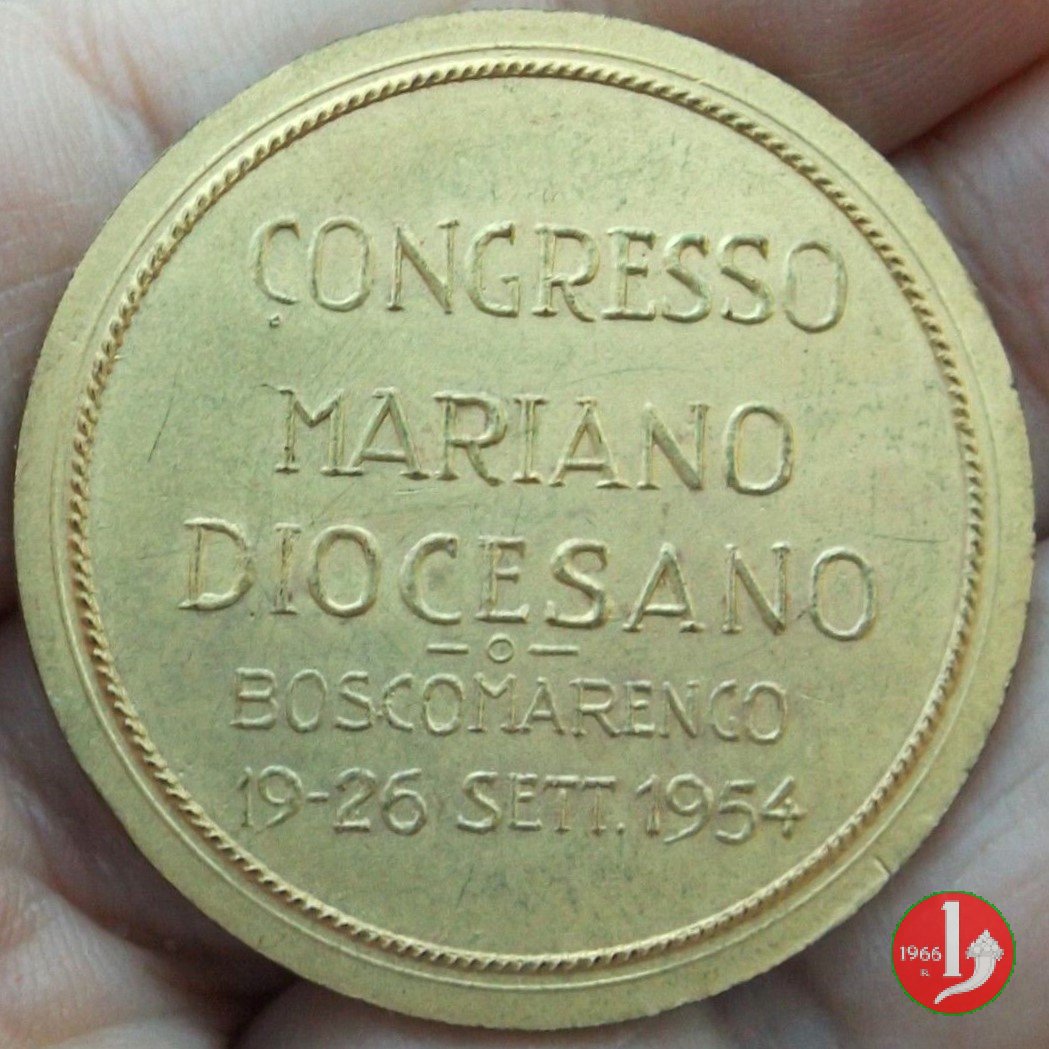 CONGRESSO
MARIANO
DIOCESANO
BOSCOMARENGO
19-26 SETT. 1954
1966
R.